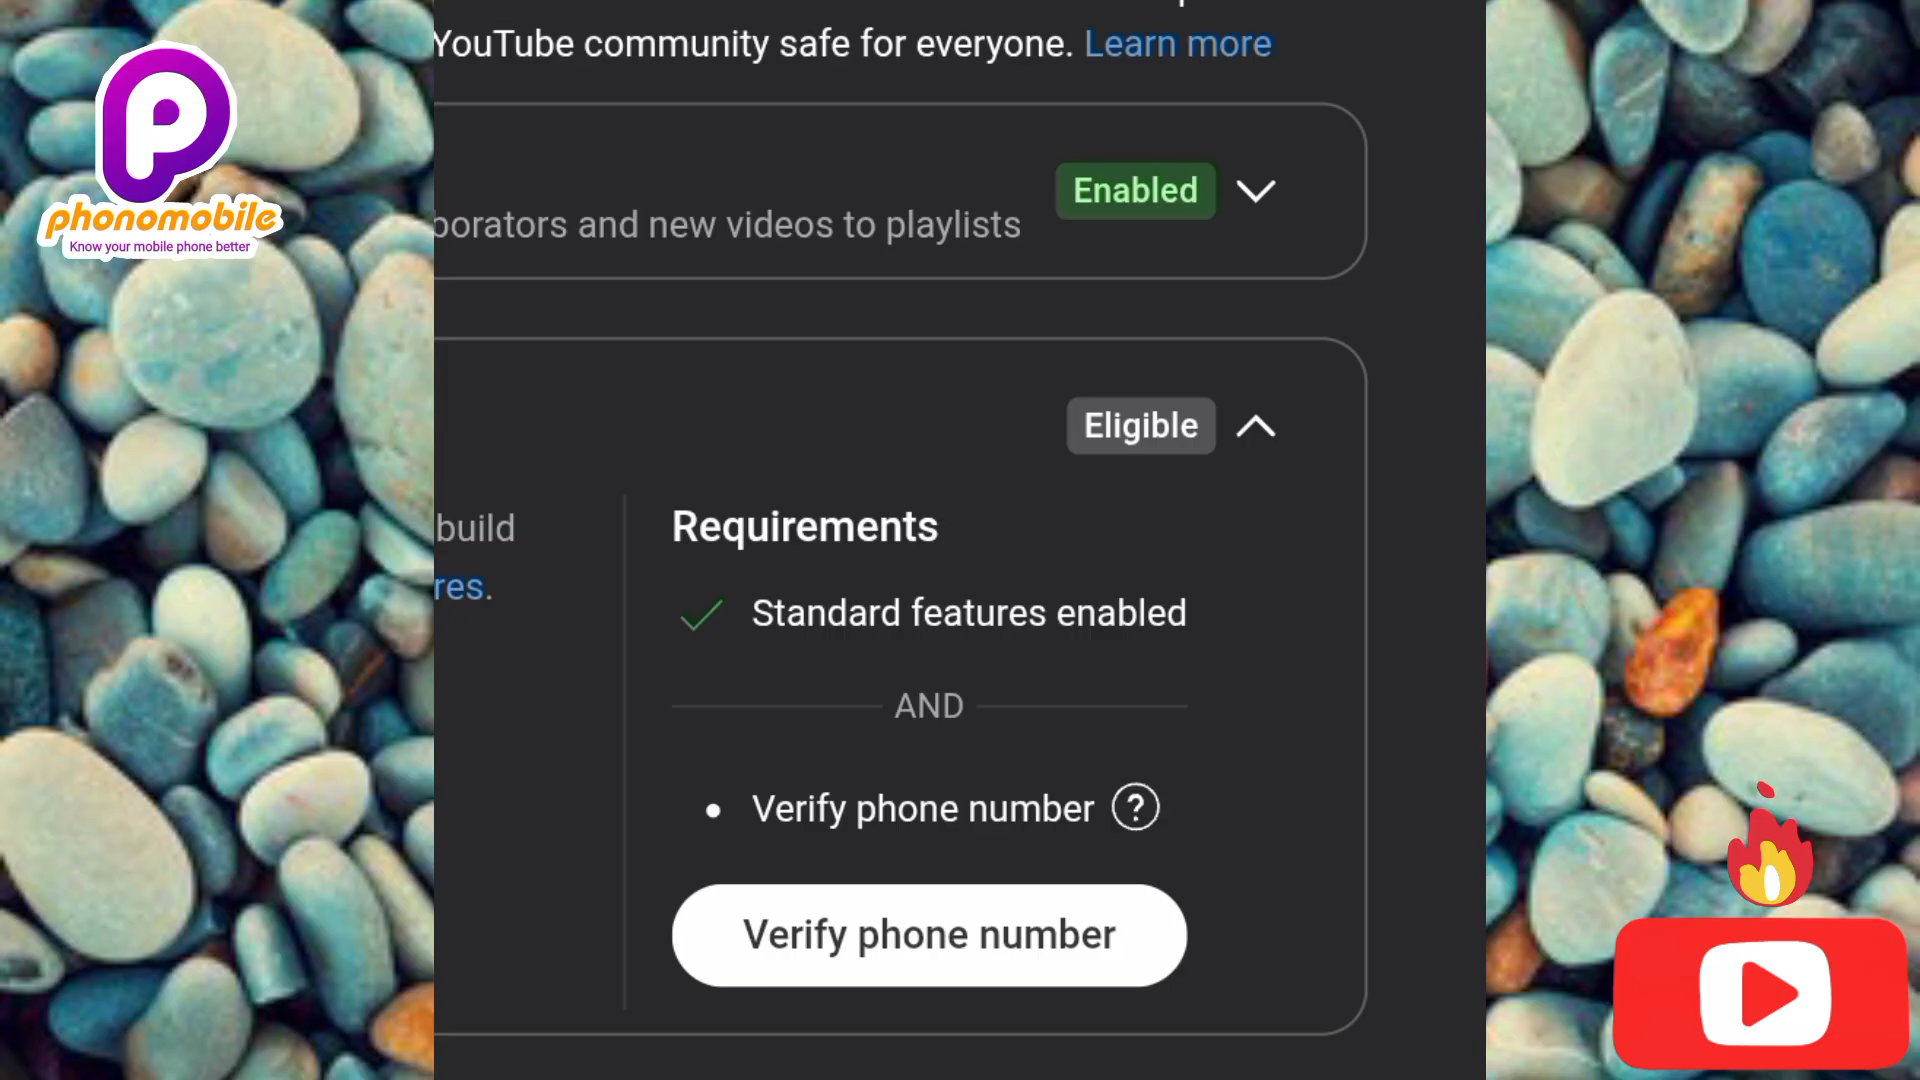 P
phonomobile
Know your mobile phone better
YouTube community safe for everyone. Learn more
Enabled
borators and new videos to playlists
Eligible
build
res.
Requirements
Standard features enabled
AND
Verify phone number ?
Verify phone number